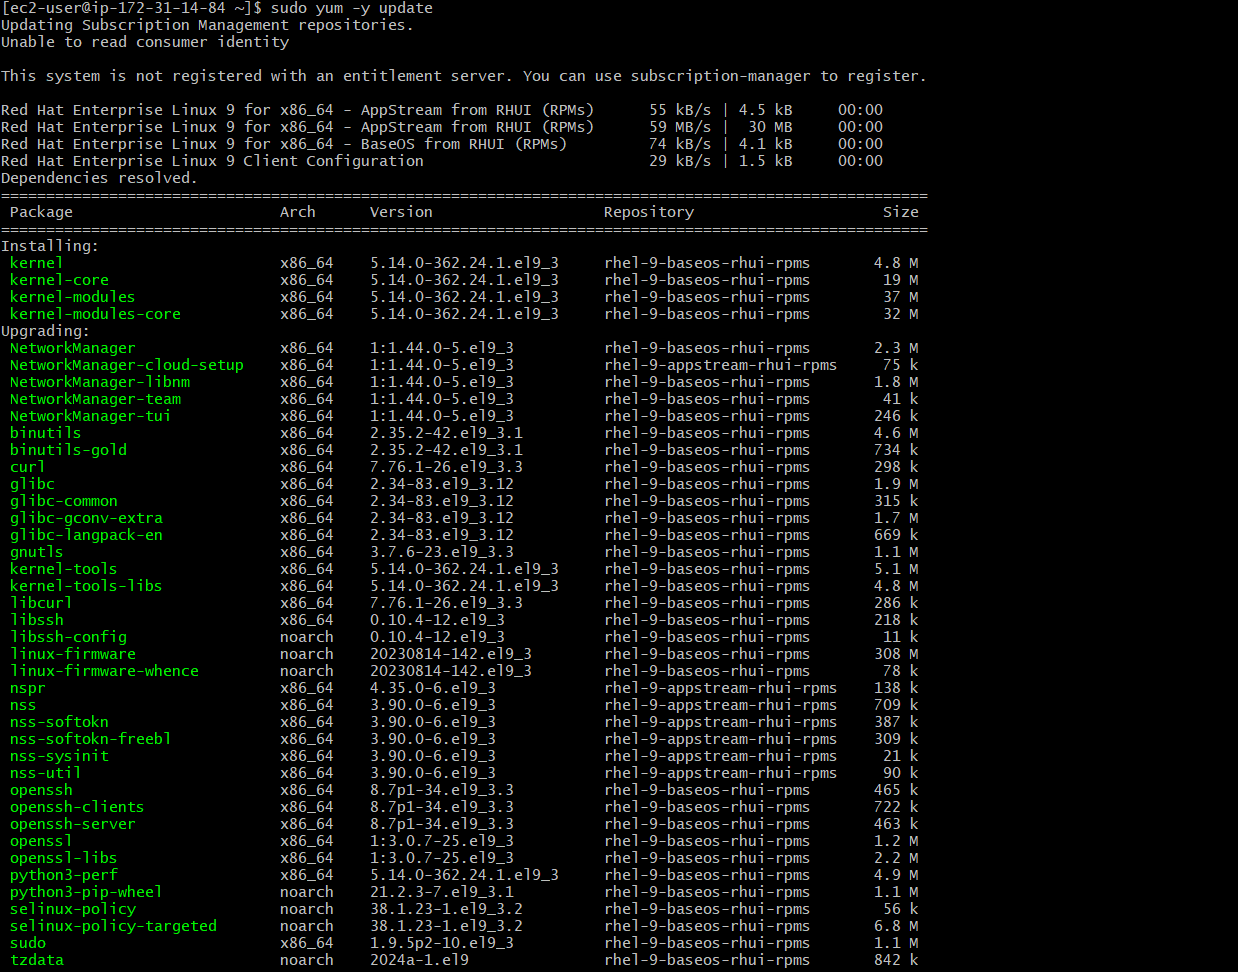 [ec2-user@ip-172-31-14-84 ~]$ sudo yum -y update
Updating Subscription Management repositories.
Unable to read consumer identity
This system is not registered with an entitlement server. You can use subscription-manager to register.
Red Hat Enterprise Linux 9 for x86_64 - AppStream from RHUI (RPMs) 55 kB/s | 4.5 kB 00:00
Red Hat Enterprise Linux 9 for x86_64 - AppStream from RHUI (RPMs) 59 MB/s | 30 MB 00:00
Red Hat Enterprise Linux 9 for x86_64 - BaseOS from RHUI (RPMs) 74 kB/s | 4.1 kB 00:00
Red Hat Enterprise Linux 9 Client Configuration 29 kB/s | 1.5 kB 00:00
Dependencies resolved.
=======================================================================================================
Package Arch Version Repository Size
=======================================================================================================
Installing:
kernel x86_64 5.14.0-362.24.1.el9_3 rhel-9-baseos-rhui-rpms 4.8 M
kernel-core x86_64 5.14.0-362.24.1.el9_3 rhel-9-baseos-rhui-rpms 19 M
kernel-modules x86_64 5.14.0-362.24.1.el9_3 rhel-9-baseos-rhui-rpms 37 M
kernel-modules-core x86_64 5.14.0-362.24.1.el9_3 rhel-9-baseos-rhui-rpms 32 M
Upgrading:
NetworkManager x86_64 1:1.44.0-5.el9_3 rhel-9-baseos-rhui-rpms 2.3 M
NetworkManager-cloud-setup x86_64 1:1.44.0-5.el9_3 rhel-9-appstream-rhui-rpms 75 k
NetworkManager-libnm x86_64 1:1.44.0-5.el9_3 rhel-9-baseos-rhui-rpms 1.8 M
NetworkManager-team x86_64 1:1.44.0-5.el9_3 rhel-9-baseos-rhui-rpms 41 k
NetworkManager-tui x86_64 1:1.44.0-5.el9_3 rhel-9-baseos-rhui-rpms 246 k
binutils x86_64 2.35.2-42.el9_3.1 rhel-9-baseos-rhui-rpms 4.6 M
binutils-gold x86_64 2.35.2-42.el9_3.1 rhel-9-baseos-rhui-rpms 734 k
curl x86_64 7.76.1-26.el9_3.3 rhel-9-baseos-rhui-rpms 298 k
glibc x86_64 2.34-83.el9_3.12 rhel-9-baseos-rhui-rpms 1.9 M
glibc-common x86_64 2.34-83.el9_3.12 rhel-9-baseos-rhui-rpms 315 k
glibc-gconv-extra x86_64 2.34-83.el9_3.12 rhel-9-baseos-rhui-rpms 1.7 M
glibc-langpack-en x86_64 2.34-83.el9_3.12 rhel-9-baseos-rhui-rpms 669 k
gnutls x86_64 3.7.6-23.el9_3.3 rhel-9-baseos-rhui-rpms 1.1 M
kernel-tools x86_64 5.14.0-362.24.1.el9_3 rhel-9-baseos-rhui-rpms 5.1 M
kernel-tools-libs x86_64 5.14.0-362.24.1.el9_3 rhel-9-baseos-rhui-rpms 4.8 M
libcurl x86_64 7.76.1-26.el9_3.3 rhel-9-baseos-rhui-rpms 286 k
libssh x86_64 0.10.4-12.el9_3 rhel-9-baseos-rhui-rpms 218 k
libssh-config noarch 0.10.4-12.el9_3 rhel-9-baseos-rhui-rpms 11 k
linux-firmware noarch 20230814-142.el9_3 rhel-9-baseos-rhui-rpms 308 M
linux-firmware-whence noarch 20230814-142.el9_3 rhel-9-baseos-rhui-rpms 78 k
nspr x86_64 4.35.0-6.el9_3 rhel-9-appstream-rhui-rpms 138 k
nss x86_64 3.90.0-6.el9_3 rhel-9-appstream-rhui-rpms 709 k
nss-softokn x86_64 3.90.0-6.el9_3 rhel-9-appstream-rhui-rpms 387 k
nss-softokn-freebl x86_64 3.90.0-6.el9_3 rhel-9-appstream-rhui-rpms 309 k
nss-sysinit x86_64 3.90.0-6.el9_3 rhel-9-appstream-rhui-rpms 21 k
nss-util x86_64 3.90.0-6.el9_3 rhel-9-appstream-rhui-rpms 90 k
openssh x86_64 8.7p1-34.el9_3.3 rhel-9-baseos-rhui-rpms 465 k
openssh-clients x86_64 8.7p1-34.el9_3.3 rhel-9-baseos-rhui-rpms 722 k
openssh-server x86_64 8.7p1-34.el9_3.3 rhel-9-baseos-rhui-rpms 463 k
openssl x86_64 1:3.0.7-25.el9_3 rhel-9-baseos-rhui-rpms 1.2 M
openssl-libs x86_64 1:3.0.7-25.el9_3 rhel-9-baseos-rhui-rpms 2.2 M
python3-perf x86_64 5.14.0-362.24.1.el9_3 rhel-9-baseos-rhui-rpms 4.9 M
python3-pip-wheel noarch 21.2.3-7.el9_3.1 rhel-9-baseos-rhui-rpms 1.1 M
selinux-policy noarch 38.1.23-1.el9_3.2 rhel-9-baseos-rhui-rpms 56 k
selinux-policy-targeted noarch 38.1.23-1.el9_3.2 rhel-9-baseos-rhui-rpms 6.8 M
sudo x86_64 1.9.5p2-10.el9_3 rhel-9-baseos-rhui-rpms 1.1 M
tzdata noarch 2024a-1.el9 rhel-9-baseos-rhui-rpms 842 k